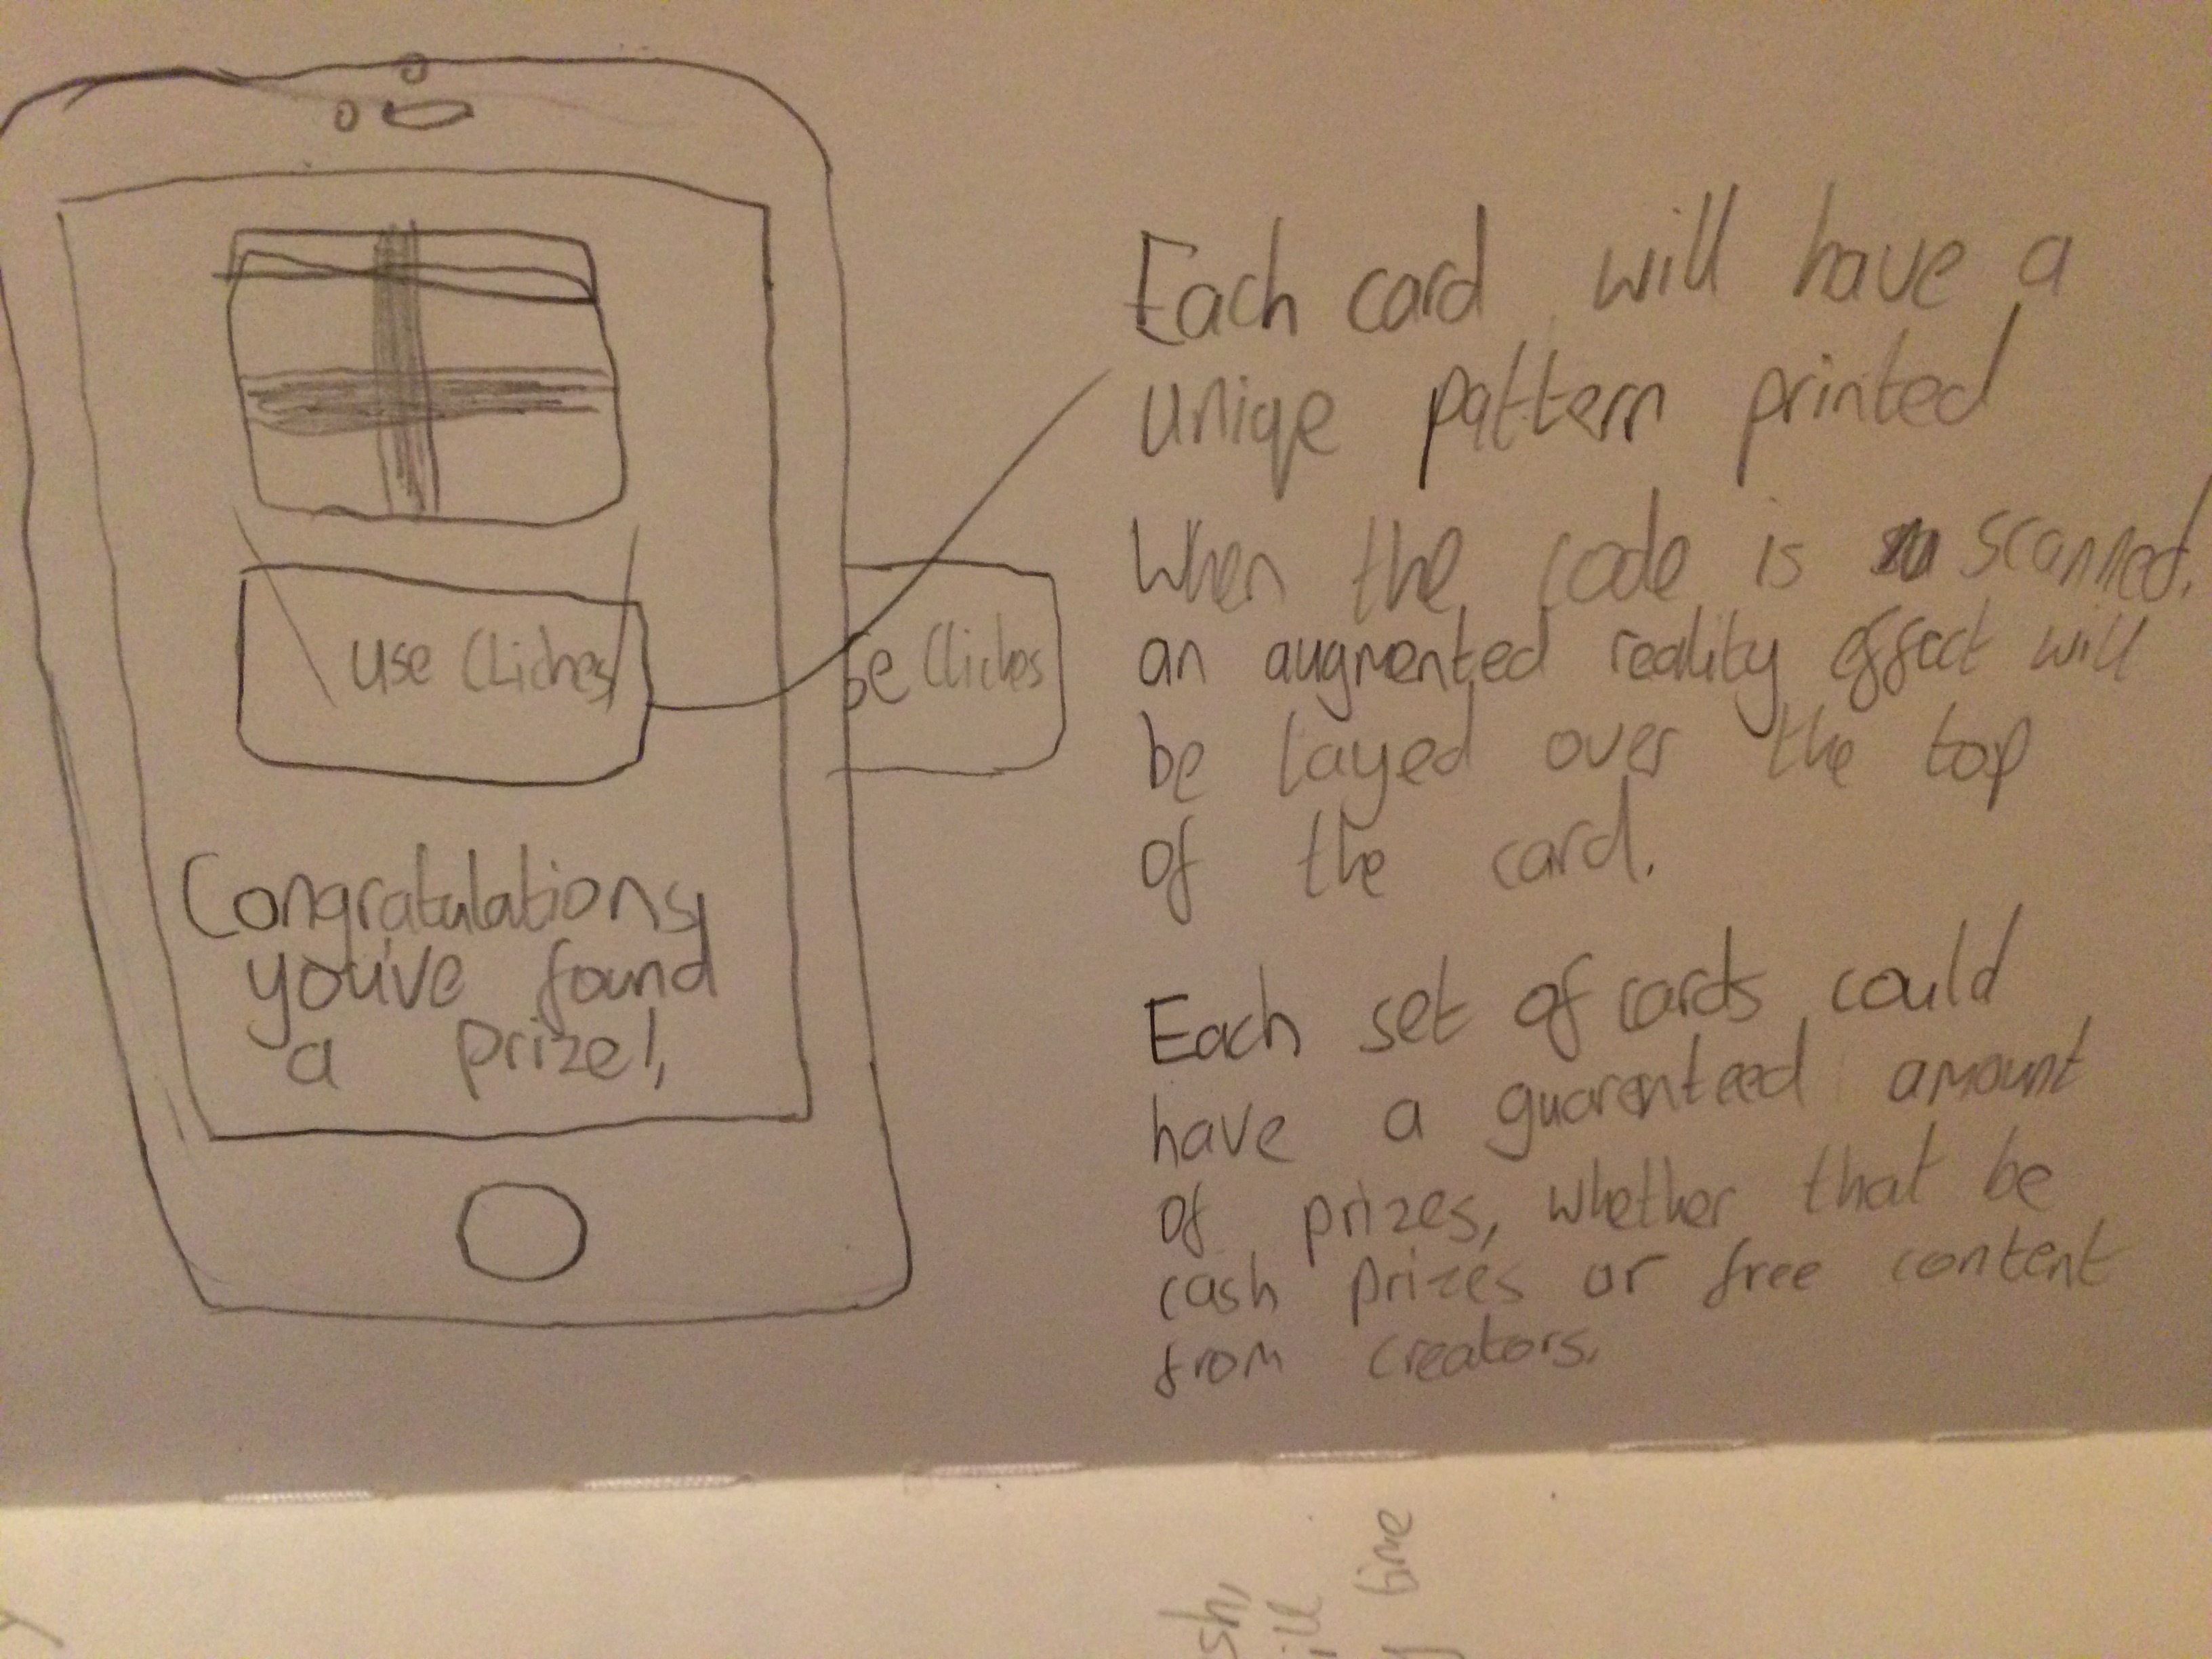 use Cliches
se Cliches
Congratulations,
you've found
a prize!,
Each card will have a
uniqe pattern printed
When the code is scanned,
an augmented reality effect will
be layed over the top
of the card.
Each set of cards could
have a guarenteed amount
of prizes, whether that be
cash prizes or free content
from creators.
sh,
ill
time